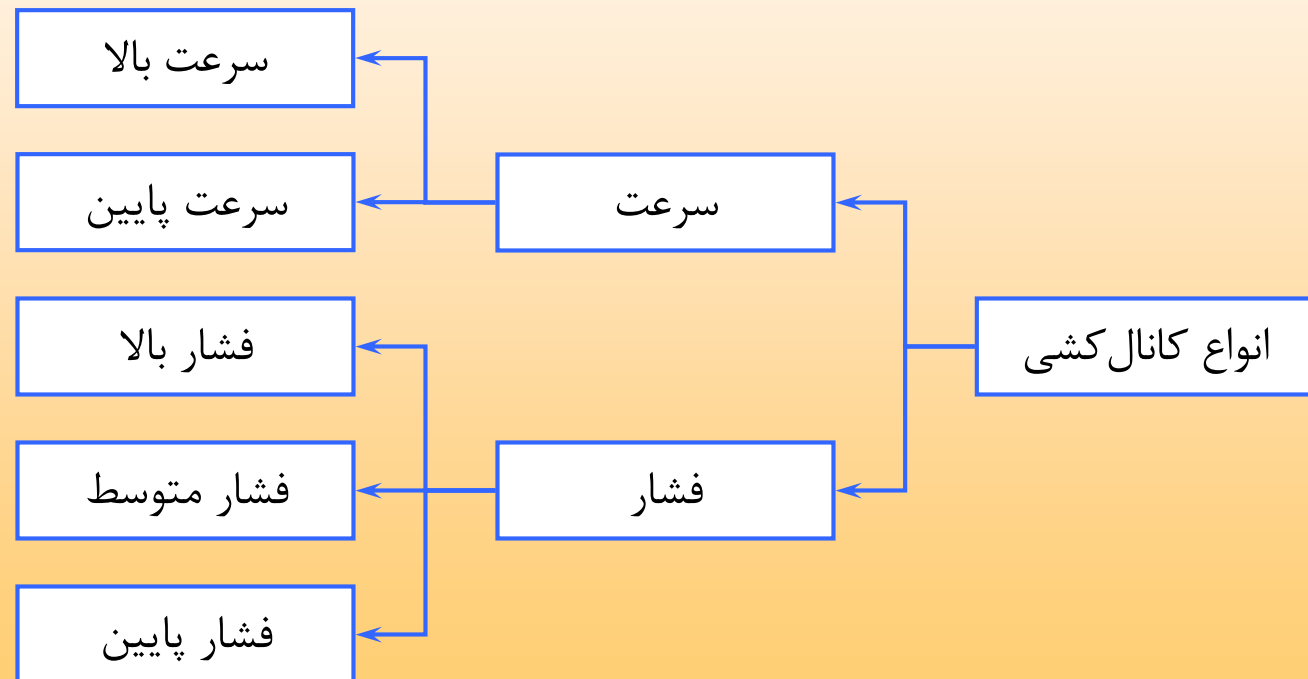 انواع کانال‌کشی
سرعت
سرعت بالا
سرعت پایین
فشار
فشار بالا
فشار متوسط
فشار پایین